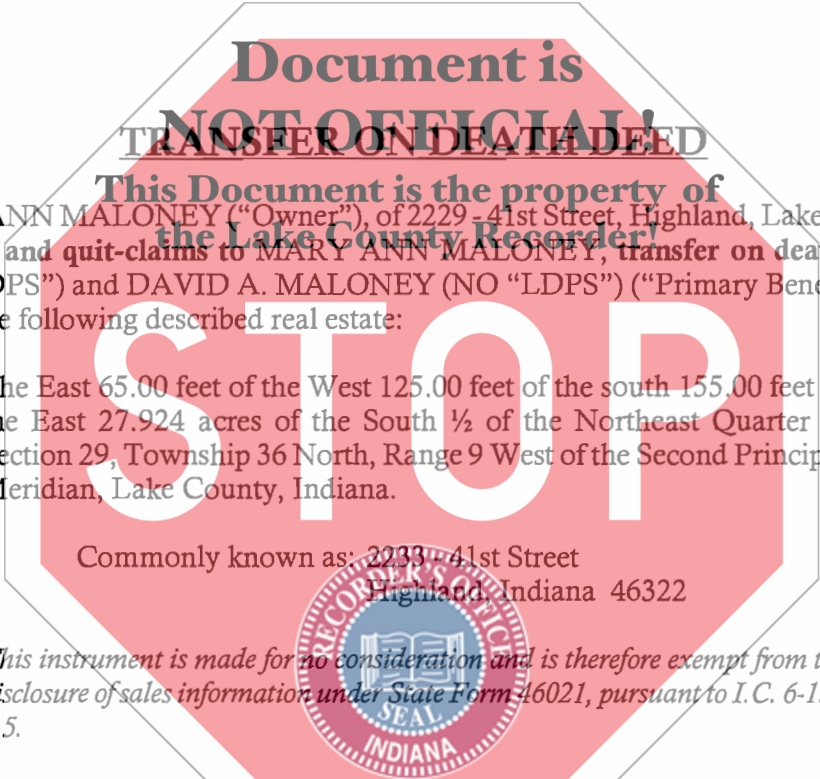 Document is
NOT OFFICIAL!
TRANSFER ON DEATH DEED
This Document is the property of
the Lake County Recorder!
NN MALONEY (“Owner”), of 2229 - 41st Street, Highland, Lake
and quit-claims to MARY ANN MALONEY, transfer on dea
PS”) and DAVID A. MALONEY (NO “LDPS”) (“Primary Bene
e following described real estate:
STOP
he East 65.00 feet of the West 125.00 feet of the south 155.00 feet
e East 27.924 acres of the South ½ of the Northeast Quarter
ection 29, Township 36 North, Range 9 West of the Second Princip
eridian, Lake County, Indiana.
Commonly known as: 2233 - 41st Street
Highland, Indiana 46322
RECORDER'S OFFICE
SEAL
INDIANA
his instrument is made for no consideration and is therefore exempt from t
isclosure of sales information under State Form 46021, pursuant to I.C. 6-1.
5.